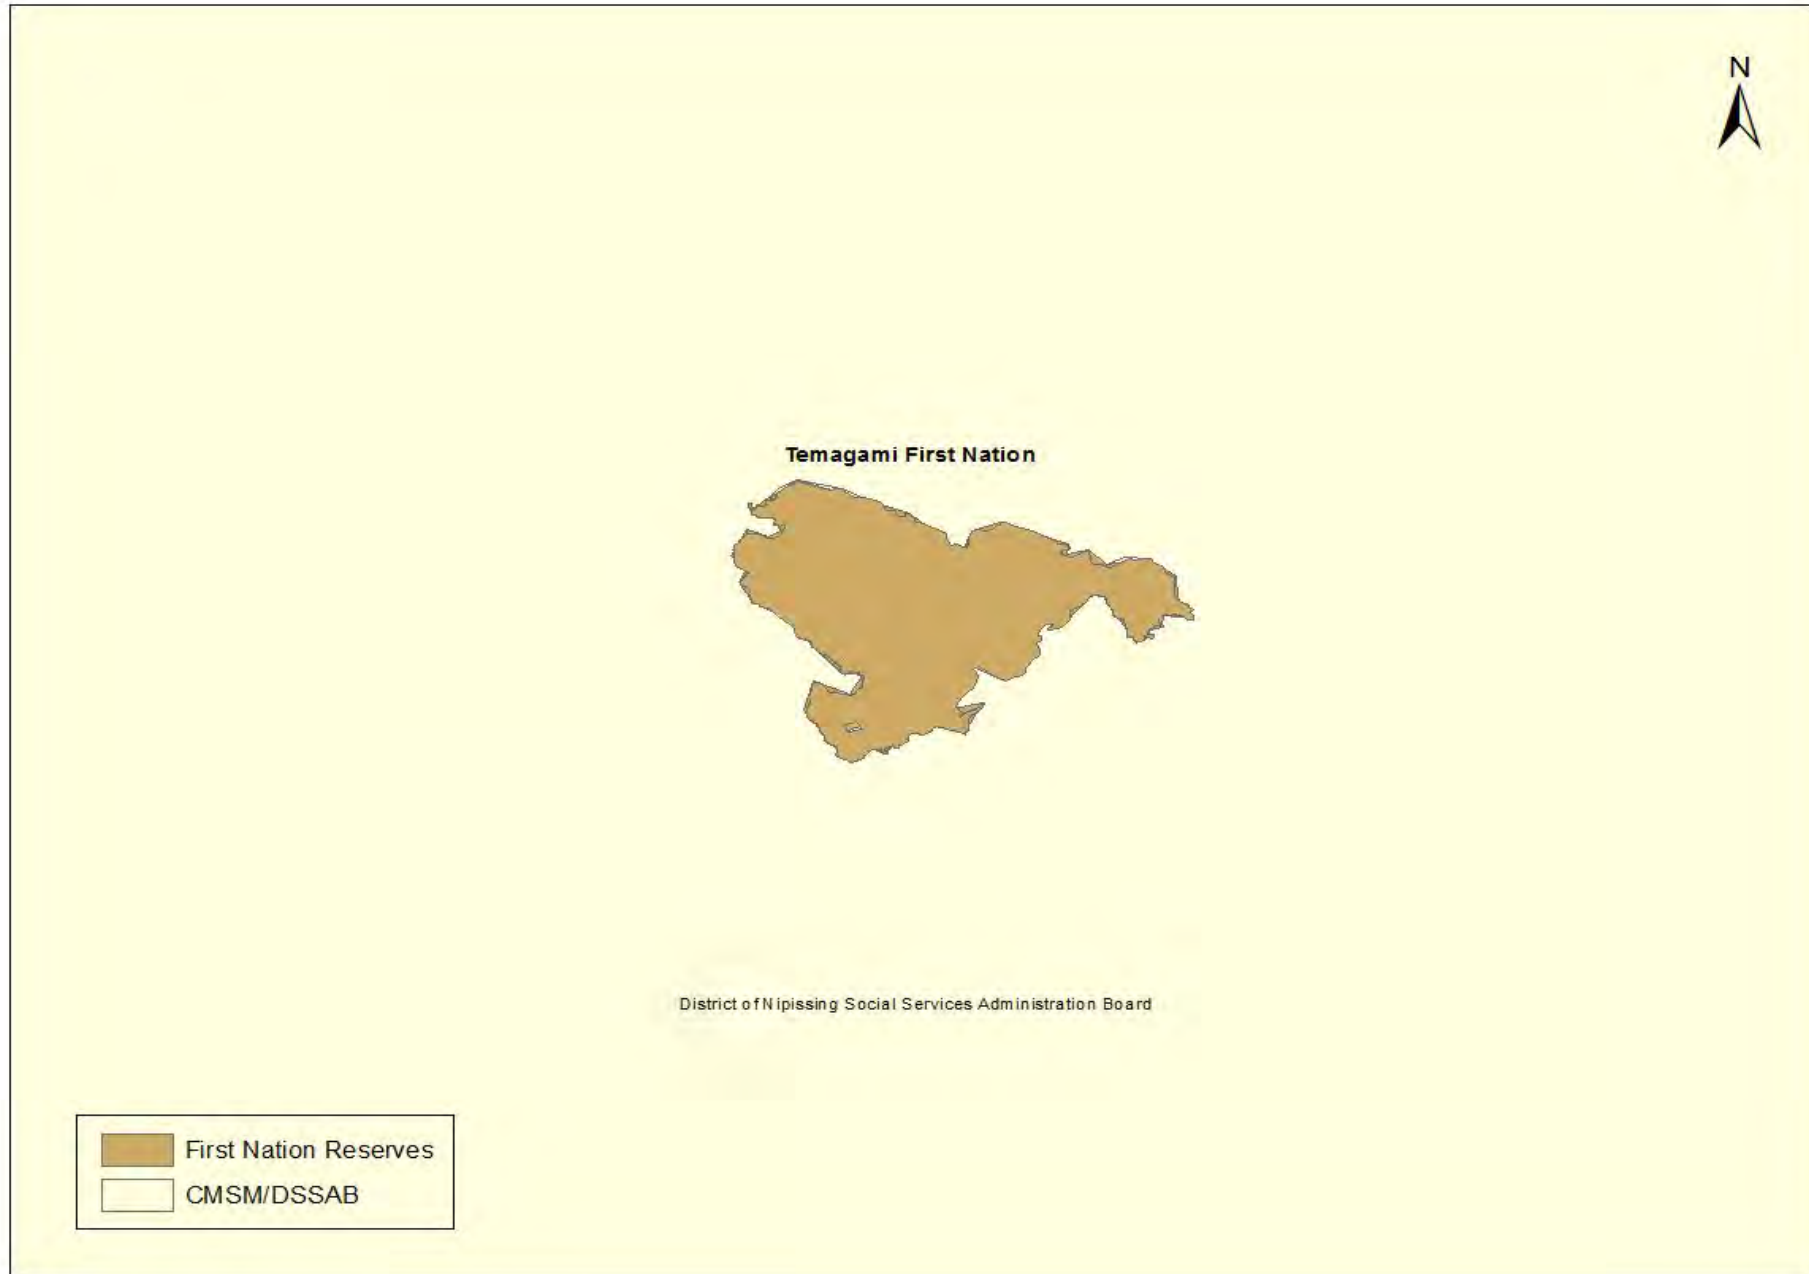 N
Temagami First Nation
District of Nipissing Social Services Administration Board
First Nation Reserves
CMSM/DSSAB